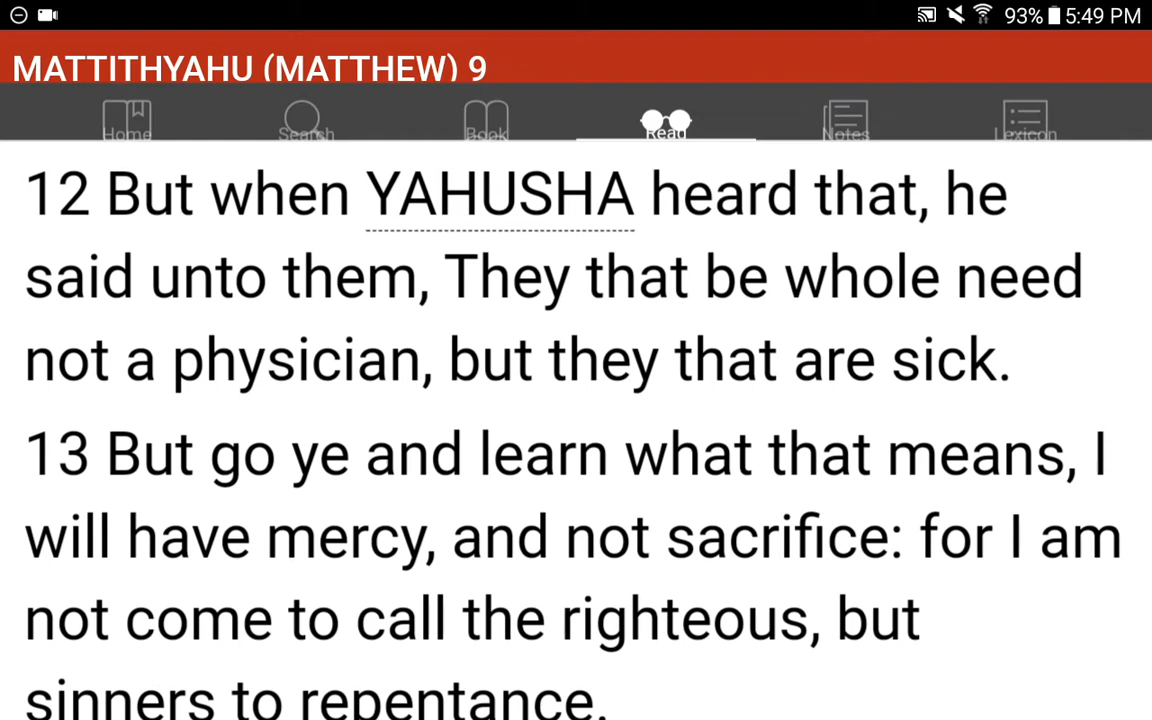 93% 5:49 PM
MATTITHYAHU (MATTHEW) 9
Home Search Book Read Notes Lexicon
12 But when YAHUSHA heard that, he
said unto them, They that be whole need
not a physician, but they that are sick.
13 But go ye and learn what that means, I
will have mercy, and not sacrifice: for I am
not come to call the righteous, but
sinners to repentance.